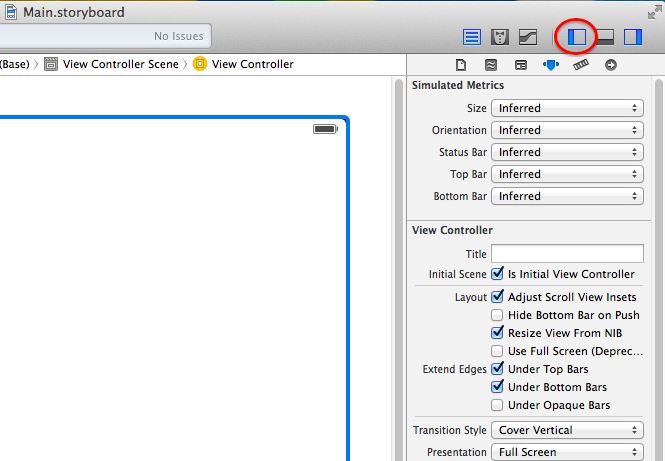 Main.storyboard
No Issues
(Base) View Controller Scene View Controller
Simulated Metrics
Size Inferred
Orientation Inferred
Status Bar Inferred
Top Bar Inferred
Bottom Bar Inferred
View Controller
Title
Initial Scene Is Initial View Controller
Layout Adjust Scroll View Insets
Hide Bottom Bar on Push
Resize View From NIB
Use Full Screen (Deprec...
Extend Edges Under Top Bars
Under Bottom Bars
Under Opaque Bars
Transition Style Cover Vertical
Presentation Full Screen